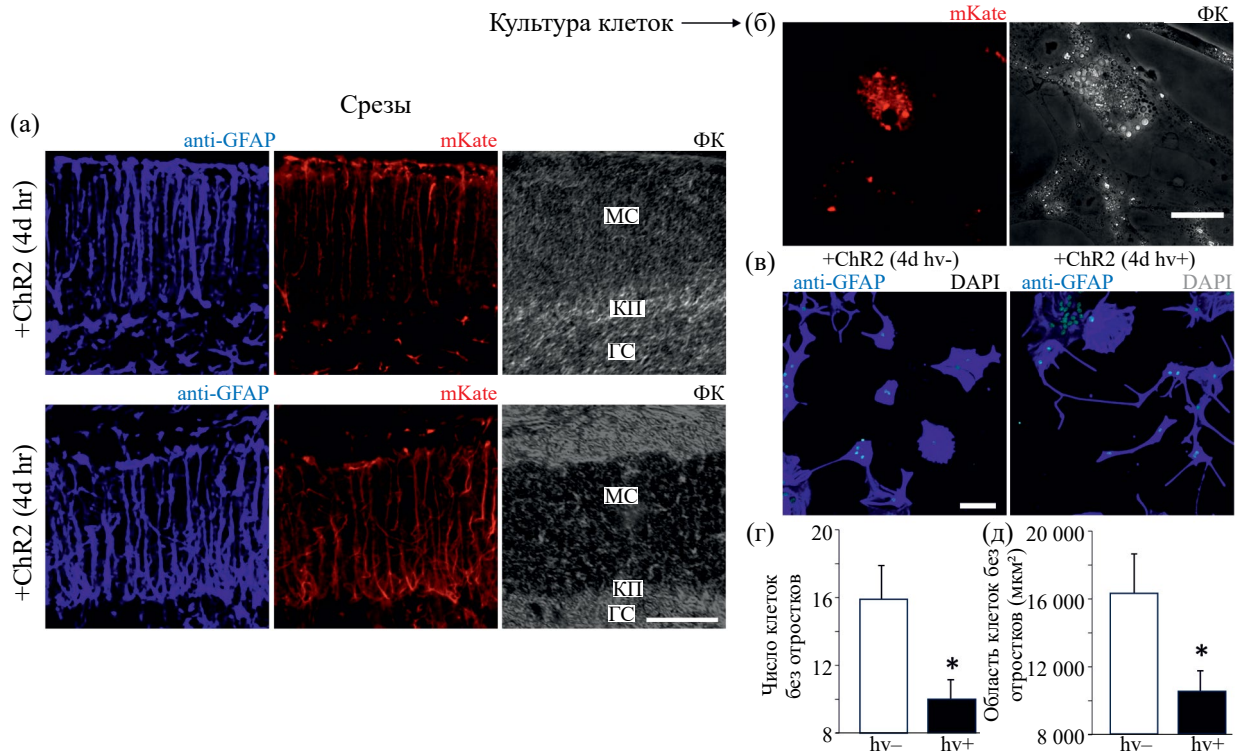 Культура клеток
(б)
mKate
ФК
Срезы
(а)
anti-GFAP
mKate
ФК
+ChR2 (4d hr)
МС
КП
ГС
anti-GFAP
mKate
ФК
+ChR2 (4d hr)
МС
КП
ГС
+ChR2 (4d hv-)
+ChR2 (4d hv+)
(в)
anti-GFAP
DAPI
anti-GFAP
DAPI
(г)
Число клеток
без отростков
20
16
12
8
*
hv–
hv+
(д)
Область клеток без
отростков (мкм²)
20 000
16 000
12 000
8 000
*
hv–
hv+